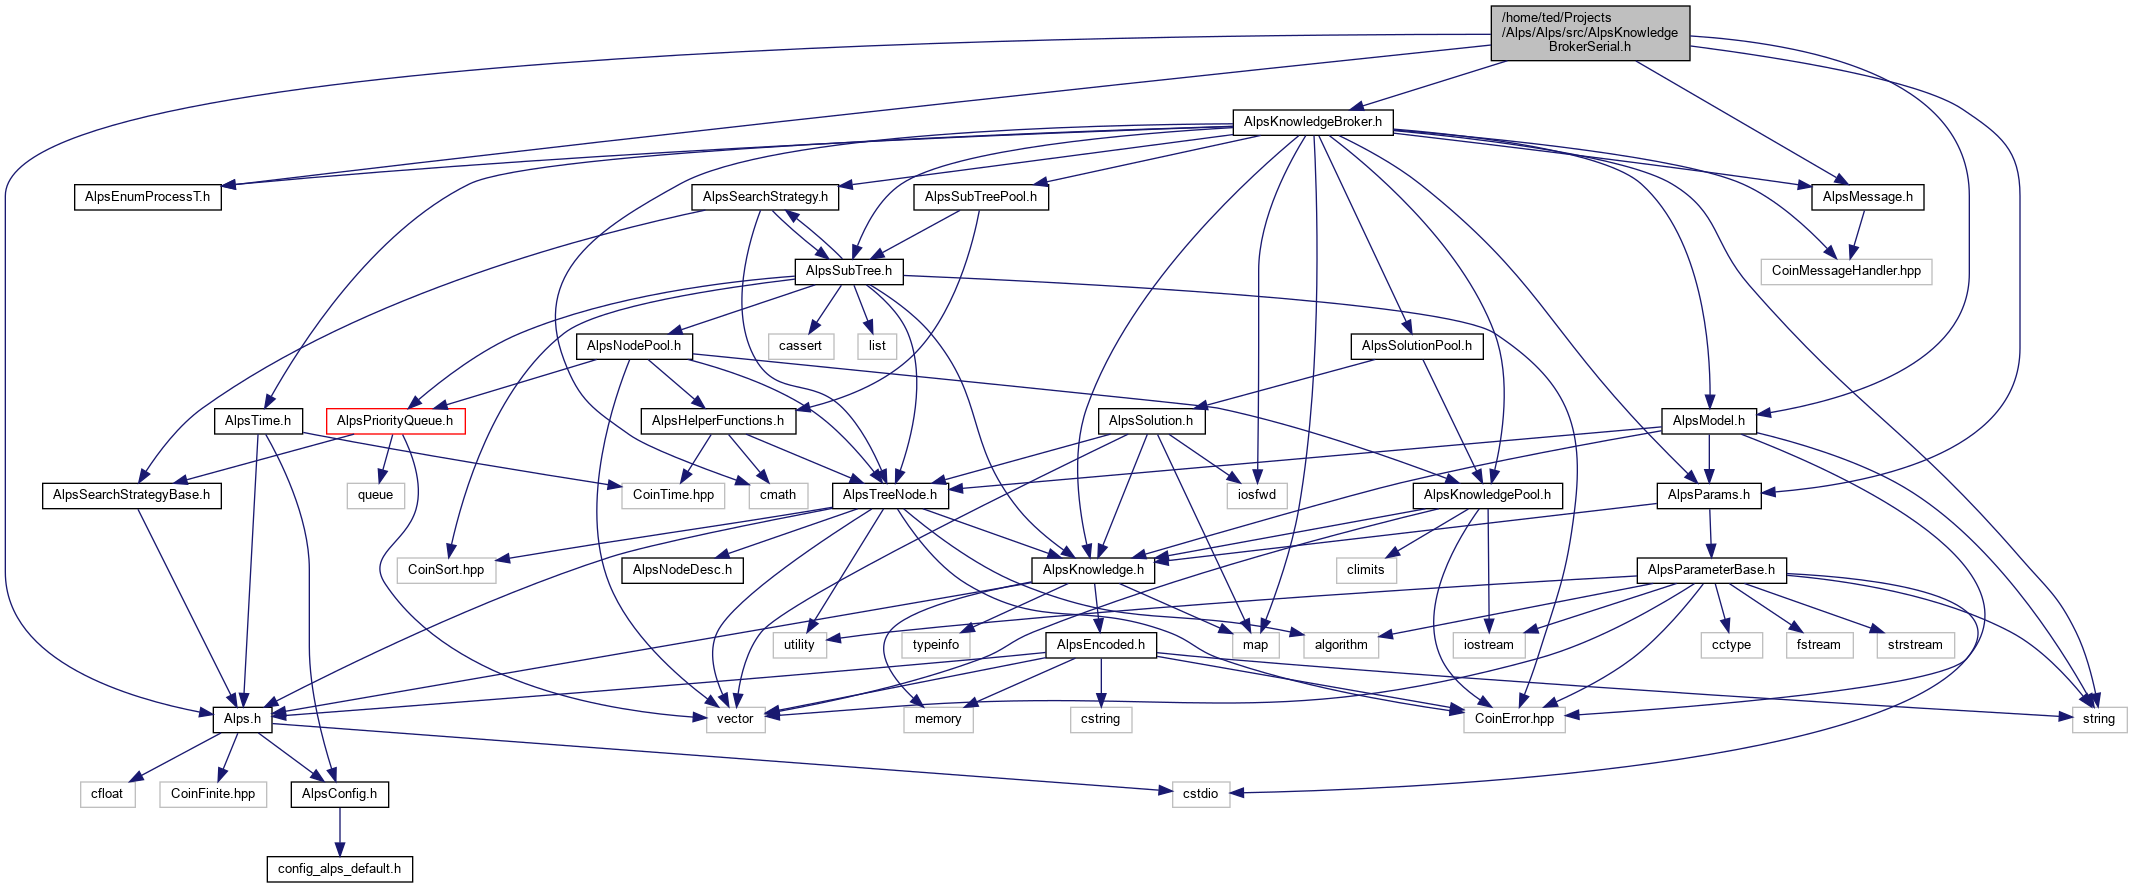 /home/ted/Projects
/Alps/Alps/src/AlpsKnowledge
BrokerSerial.h
AlpsKnowledgeBroker.h
AlpsEnumProcessT.h
AlpsSearchStrategy.h
AlpsSubTreePool.h
AlpsMessage.h
AlpsSubTree.h
CoinMessageHandler.hpp
AlpsNodePool.h
cassert
list
AlpsSolutionPool.h
AlpsTime.h
AlpsPriorityQueue.h
AlpsHelperFunctions.h
AlpsSolution.h
AlpsModel.h
AlpsSearchStrategyBase.h
queue
CoinTime.hpp
cmath
AlpsTreeNode.h
iosfwd
AlpsKnowledgePool.h
AlpsParams.h
CoinSort.hpp
AlpsNodeDesc.h
AlpsKnowledge.h
climits
AlpsParameterBase.h
utility
typeinfo
AlpsEncoded.h
map
algorithm
iostream
cctype
fstream
strstream
Alps.h
vector
memory
cstring
CoinError.hpp
string
cfloat
CoinFinite.hpp
AlpsConfig.h
cstdio
config_alps_default.h